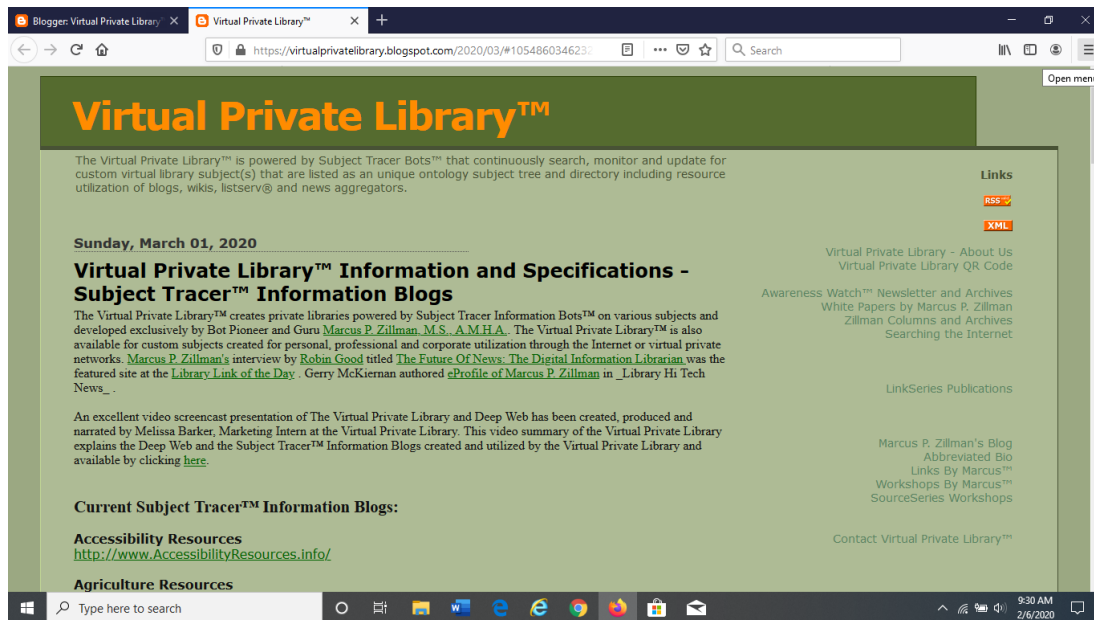 Blogger: Virtual Private Library
Virtual Private Library™
https://virtualprivatelibrary.blogspot.com/2020/03/#10548603462
Search
Open men
Virtual Private Library™
The Virtual Private Library™ is powered by Subject Tracer Bots™ that continuously search, monitor and update for
custom virtual library subject(s) that are listed as an unique ontology subject tree and directory including resource
utilization of blogs, wikis, listserv® and news aggregators.
Sunday, March 01, 2020
Virtual Private Library™ Information and Specifications -
Subject Tracer™ Information Blogs
The Virtual Private Library™ creates private libraries powered by Subject Tracer Information Bots™ on various subjects and
developed exclusively by Bot Pioneer and Guru Marcus P. Zillman, M.S., A.M.H.A.. The Virtual Private Library™ is also
available for custom subjects created for personal, professional and corporate utilization through the Internet or virtual private
networks. Marcus P. Zillman's interview by Robin Good titled The Future Of News: The Digital Information Librarian was the
featured site at the Library Link of the Day . Gerry McKiernan authored eProfile of Marcus P. Zillman in _Library Hi Tech
News_ .
An excellent video screencast presentation of The Virtual Private Library and Deep Web has been created, produced and
narrated by Melissa Barker, Marketing Intern at the Virtual Private Library. This video summary of the Virtual Private Library
explains the Deep Web and the Subject Tracer™ Information Blogs created and utilized by the Virtual Private Library and
available by clicking here.
Current Subject Tracer™ Information Blogs:
Accessibility Resources
http://www.AccessibilityResources.info/
Agriculture Resources
Links
RSS
XML
Virtual Private Library - About Us
Virtual Private Library QR Code
Awareness Watch™ Newsletter and Archives
White Papers by Marcus P. Zillman
Zillman Columns and Archives
Searching the Internet
LinkSeries Publications
Marcus P. Zillman's Blog
Abbreviated Bio
Links By Marcus™
Workshops By Marcus™
SourceSeries Workshops
Contact Virtual Private Library™
Type here to search
9:30 AM
2/6/2020